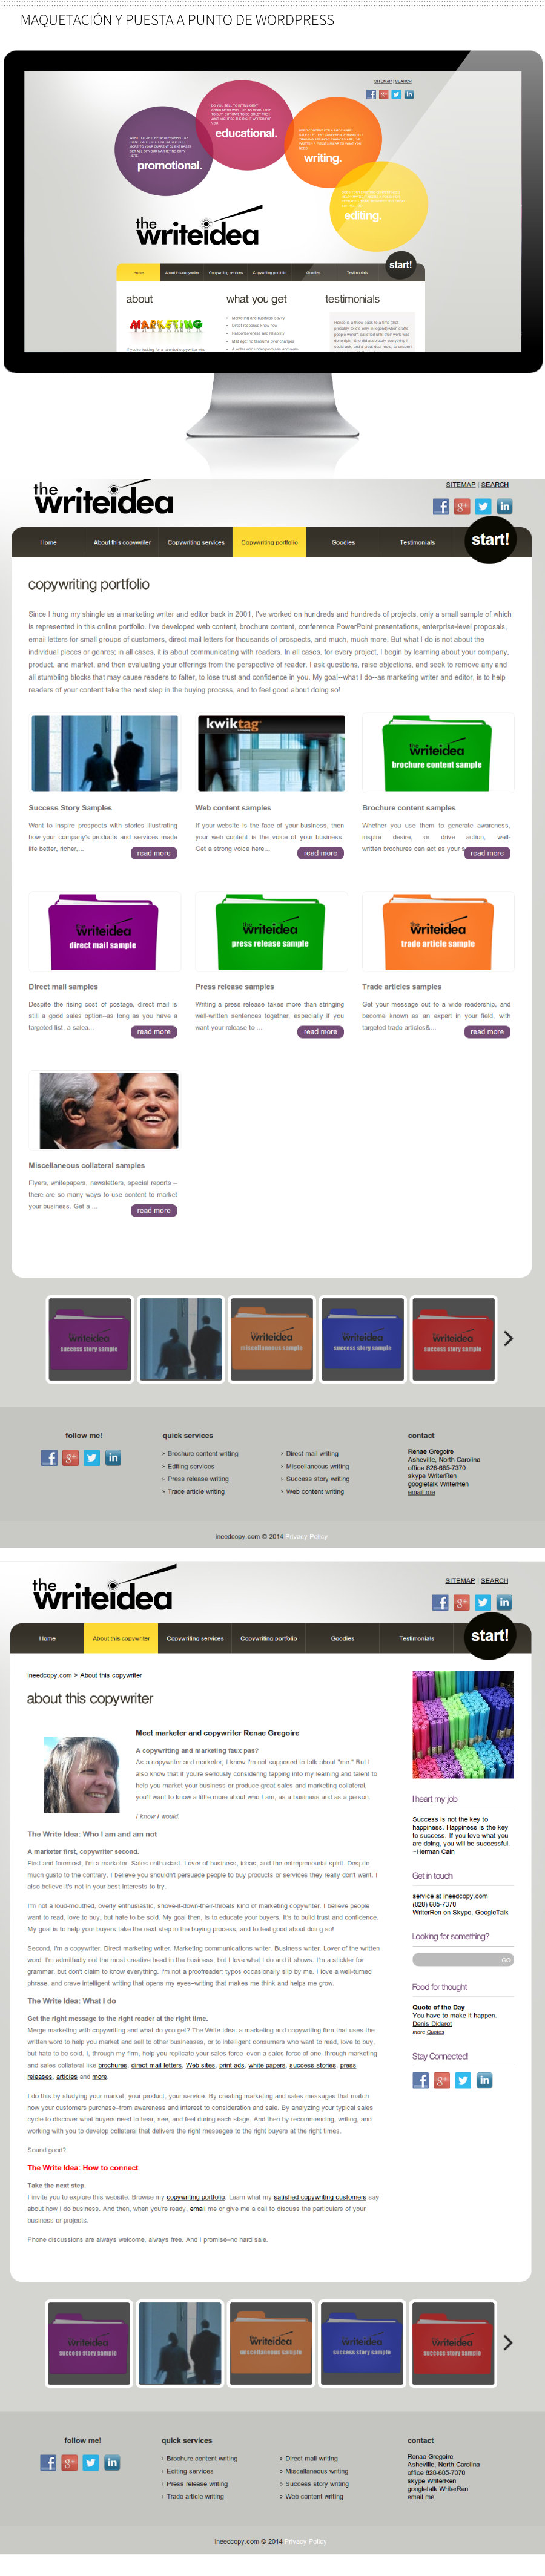 MAQUETACIÓN Y PUESTA A PUNTO DE WORDPRESS
SITEMAP | SEARCH
educational.
promotional.
writing.
editing.
the
writeidea
start!
Home About this copywriter Copywriting services Copywriting portfolio Goodies Testimonials
about what you get testimonials
MARKETING
the
writeidea
SITEMAP | SEARCH
Home About this copywriter Copywriting services Copywriting portfolio Goodies Testimonials start!
copywriting portfolio
Since I hung my shingle as a marketing writer and editor back in 2001, I've worked on hundreds and hundreds of projects, only a small sample of which
is represented in this online portfolio. I've developed web content, brochure content, conference PowerPoint presentations, enterprise-level proposals,
email letters for small groups of customers, direct mail letters for thousands of prospects, and much, much more. But what I do is not about the
individual pieces or genres; in all cases, it is about communicating with readers. In all cases, for every project, I begin by learning about your company,
product, and market, and then evaluating your offerings from the perspective of reader. I ask questions, raise objections, and seek to remove any and
all stumbling blocks that may cause readers to falter, to lose trust and confidence in you. My goal--what I do--as marketing writer and editor, is to help
readers of your content take the next step in the buying process, and to feel good about doing so!
kwiktag
the
writeidea
brochure content sample
Success Story Samples
Want to inspire prospects with stories illustrating
how your company's products and services made
life better, richer,...
read more
Web content samples
If your website is the face of your business, then
your web content is the voice of your business.
Get a strong voice here...
read more
Brochure content samples
Whether you use them to generate awareness,
inspire desire, or drive action, well-
written brochures can act as your
read more
the
writeidea
direct mail sample
the
writeidea
press release sample
the
writeidea
trade article sample
Direct mail samples
Despite the rising cost of postage, direct mail is
still a good sales option--as long as you have a
targeted list, a salea...
read more
Press release samples
Writing a press release takes more than stringing
well-written sentences together, especially if you
want your release to ...
read more
Trade articles samples
Get your message out to a wide readership, and
become known as an expert in your field, with
targeted trade articles&...
read more
Miscellaneous collateral samples
Flyers, whitepapers, newsletters, special reports –
there are so many ways to use content to market
your business. Get a ...
read more
writeidea
success story sample
writeidea
miscellaneous sample
writeidea
success story sample
writeidea
success story sample
follow me! quick services contact
› Brochure content writing
› Editing services
› Press release writing
› Trade article writing
› Direct mail writing
› Miscellaneous writing
› Success story writing
› Web content writing
Renae Gregoire
Asheville, North Carolina
office 828-665-7370
skype WriterRen
googletalk WriterRen
email me
ineedcopy.com © 2014 Privacy Policy
the
writeidea
SITEMAP | SEARCH
Home About this copywriter Copywriting services Copywriting portfolio Goodies Testimonials start!
ineedcopy.com > About this copywriter
about this copywriter
Meet marketer and copywriter Renae Gregoire
A copywriting and marketing faux pas?
As a copywriter and marketer, I know I'm not supposed to talk about "me." But I
also know that if you're seriously considering tapping into my learning and talent to
help you market your business or produce great sales and marketing collateral,
you'll want to know a little more about who I am, as a business and as a person.
I know I would
The Write Idea: Who I am and am not
A marketer first, copywriter second.
First and foremost, I'm a marketer. Sales enthusiast. Lover of business, ideas, and the entrepreneurial spirit. Despite
much gusto to the contrary, I believe you shouldn't persuade people to buy products or services they really don't want. I
also believe it's not in your best interests to try.
I'm not a loud-mouthed, overly enthusiastic, shove-it-down-their-throats kind of marketing copywriter. I believe people
want to read, love to buy, but hate to be sold. My goal then, is to educate your buyers. It's to build trust and confidence.
My goal is to help your buyers take the next step in the buying process, and to feel good about doing so!
Second, I'm a copywriter. Direct marketing writer. Marketing communications writer. Business writer. Lover of the written
word. I'm admittedly not the most creative head in the business, but I love what I do and it shows. I'm a stickler for
grammar, but don't claim to know everything. I'm not a proofreader; typos occasionally slip by me. I love a well-turned
phrase, and crave intelligent writing that opens my eyes–writing that makes me think and helps me grow.
The Write Idea: What I do
Get the right message to the right reader at the right time.
Merge marketing with copywriting and what do you get? The Write Idea: a marketing and copywriting firm that uses the
written word to help you market and sell to other businesses, or to intelligent consumers who want to read, love to buy,
but hate to be sold. I, through my firm, help you replicate your sales force–even a sales force of one–through marketing
and sales collateral like brochures, direct mail letters, Web sites, print ads, white papers, success stories, press
releases, articles and more.
I do this by studying your market, your product, your service. By creating marketing and sales messages that match
how your customers purchase–from awareness and interest to consideration and sale. By analyzing your typical sales
cycle to discover what buyers need to hear, see, and feel during each stage. And then by recommending, writing, and
working with you to develop collateral that delivers the right messages to the right buyers at the right times.
Sound good?
The Write Idea: How to connect
Take the next step.
I invite you to explore this website. Browse my copywriting portfolio. Learn what my satisfied copywriting customers say
about how I do business. And then, when you're ready, email me or give me a call to discuss the particulars of your
business or projects.
Phone discussions are always welcome, always free. And I promise–no hard sale.
I heart my job
Success is not the key to
happiness. Happiness is the key
to success. If you love what you
are doing, you will be successful.
~Herman Cain
Get in touch
service at ineedcopy.com
(828) 665-7370
WriterRen on Skype, GoogleTalk
Looking for something?
GO
Food for thought
Quote of the Day
You have to make it happen.
Denis Diderot
more Quotes
Stay Connected!
writeidea
success story sample
writeidea
miscellaneous sample
writeidea
success story sample
writeidea
success story sample
follow me! quick services contact
› Brochure content writing
› Editing services
› Press release writing
› Trade article writing
› Direct mail writing
› Miscellaneous writing
› Success story writing
› Web content writing
Renae Gregoire
Asheville, North Carolina
office 828-665-7370
skype WriterRen
googletalk WriterRen
email me
ineedcopy.com © 2014 Privacy Policy